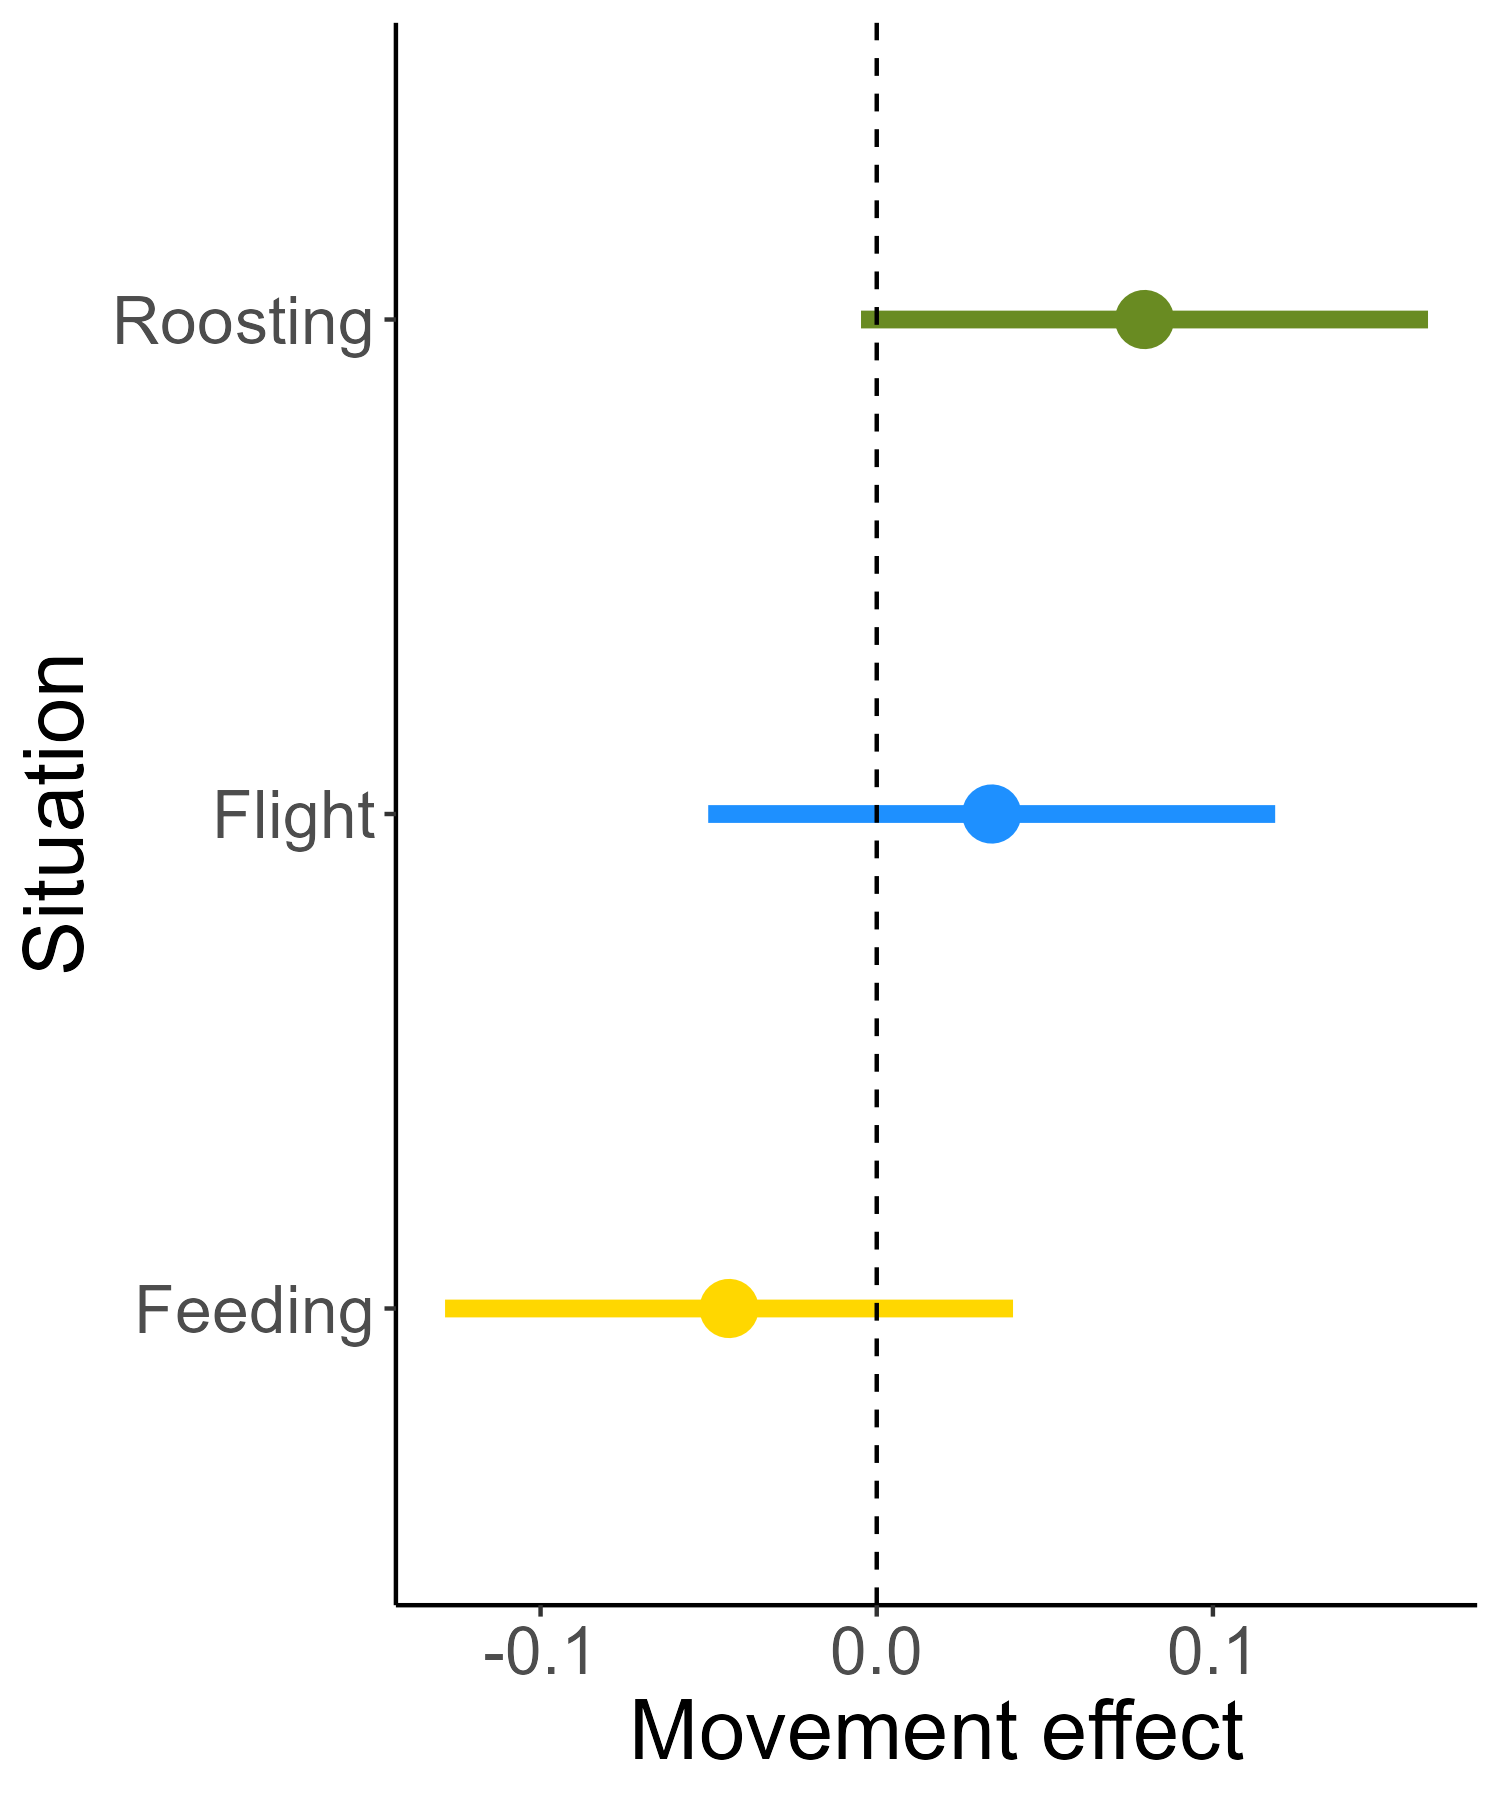 Roosting
Flight
Feeding
Situation
-0.1 0.0 0.1
Movement effect